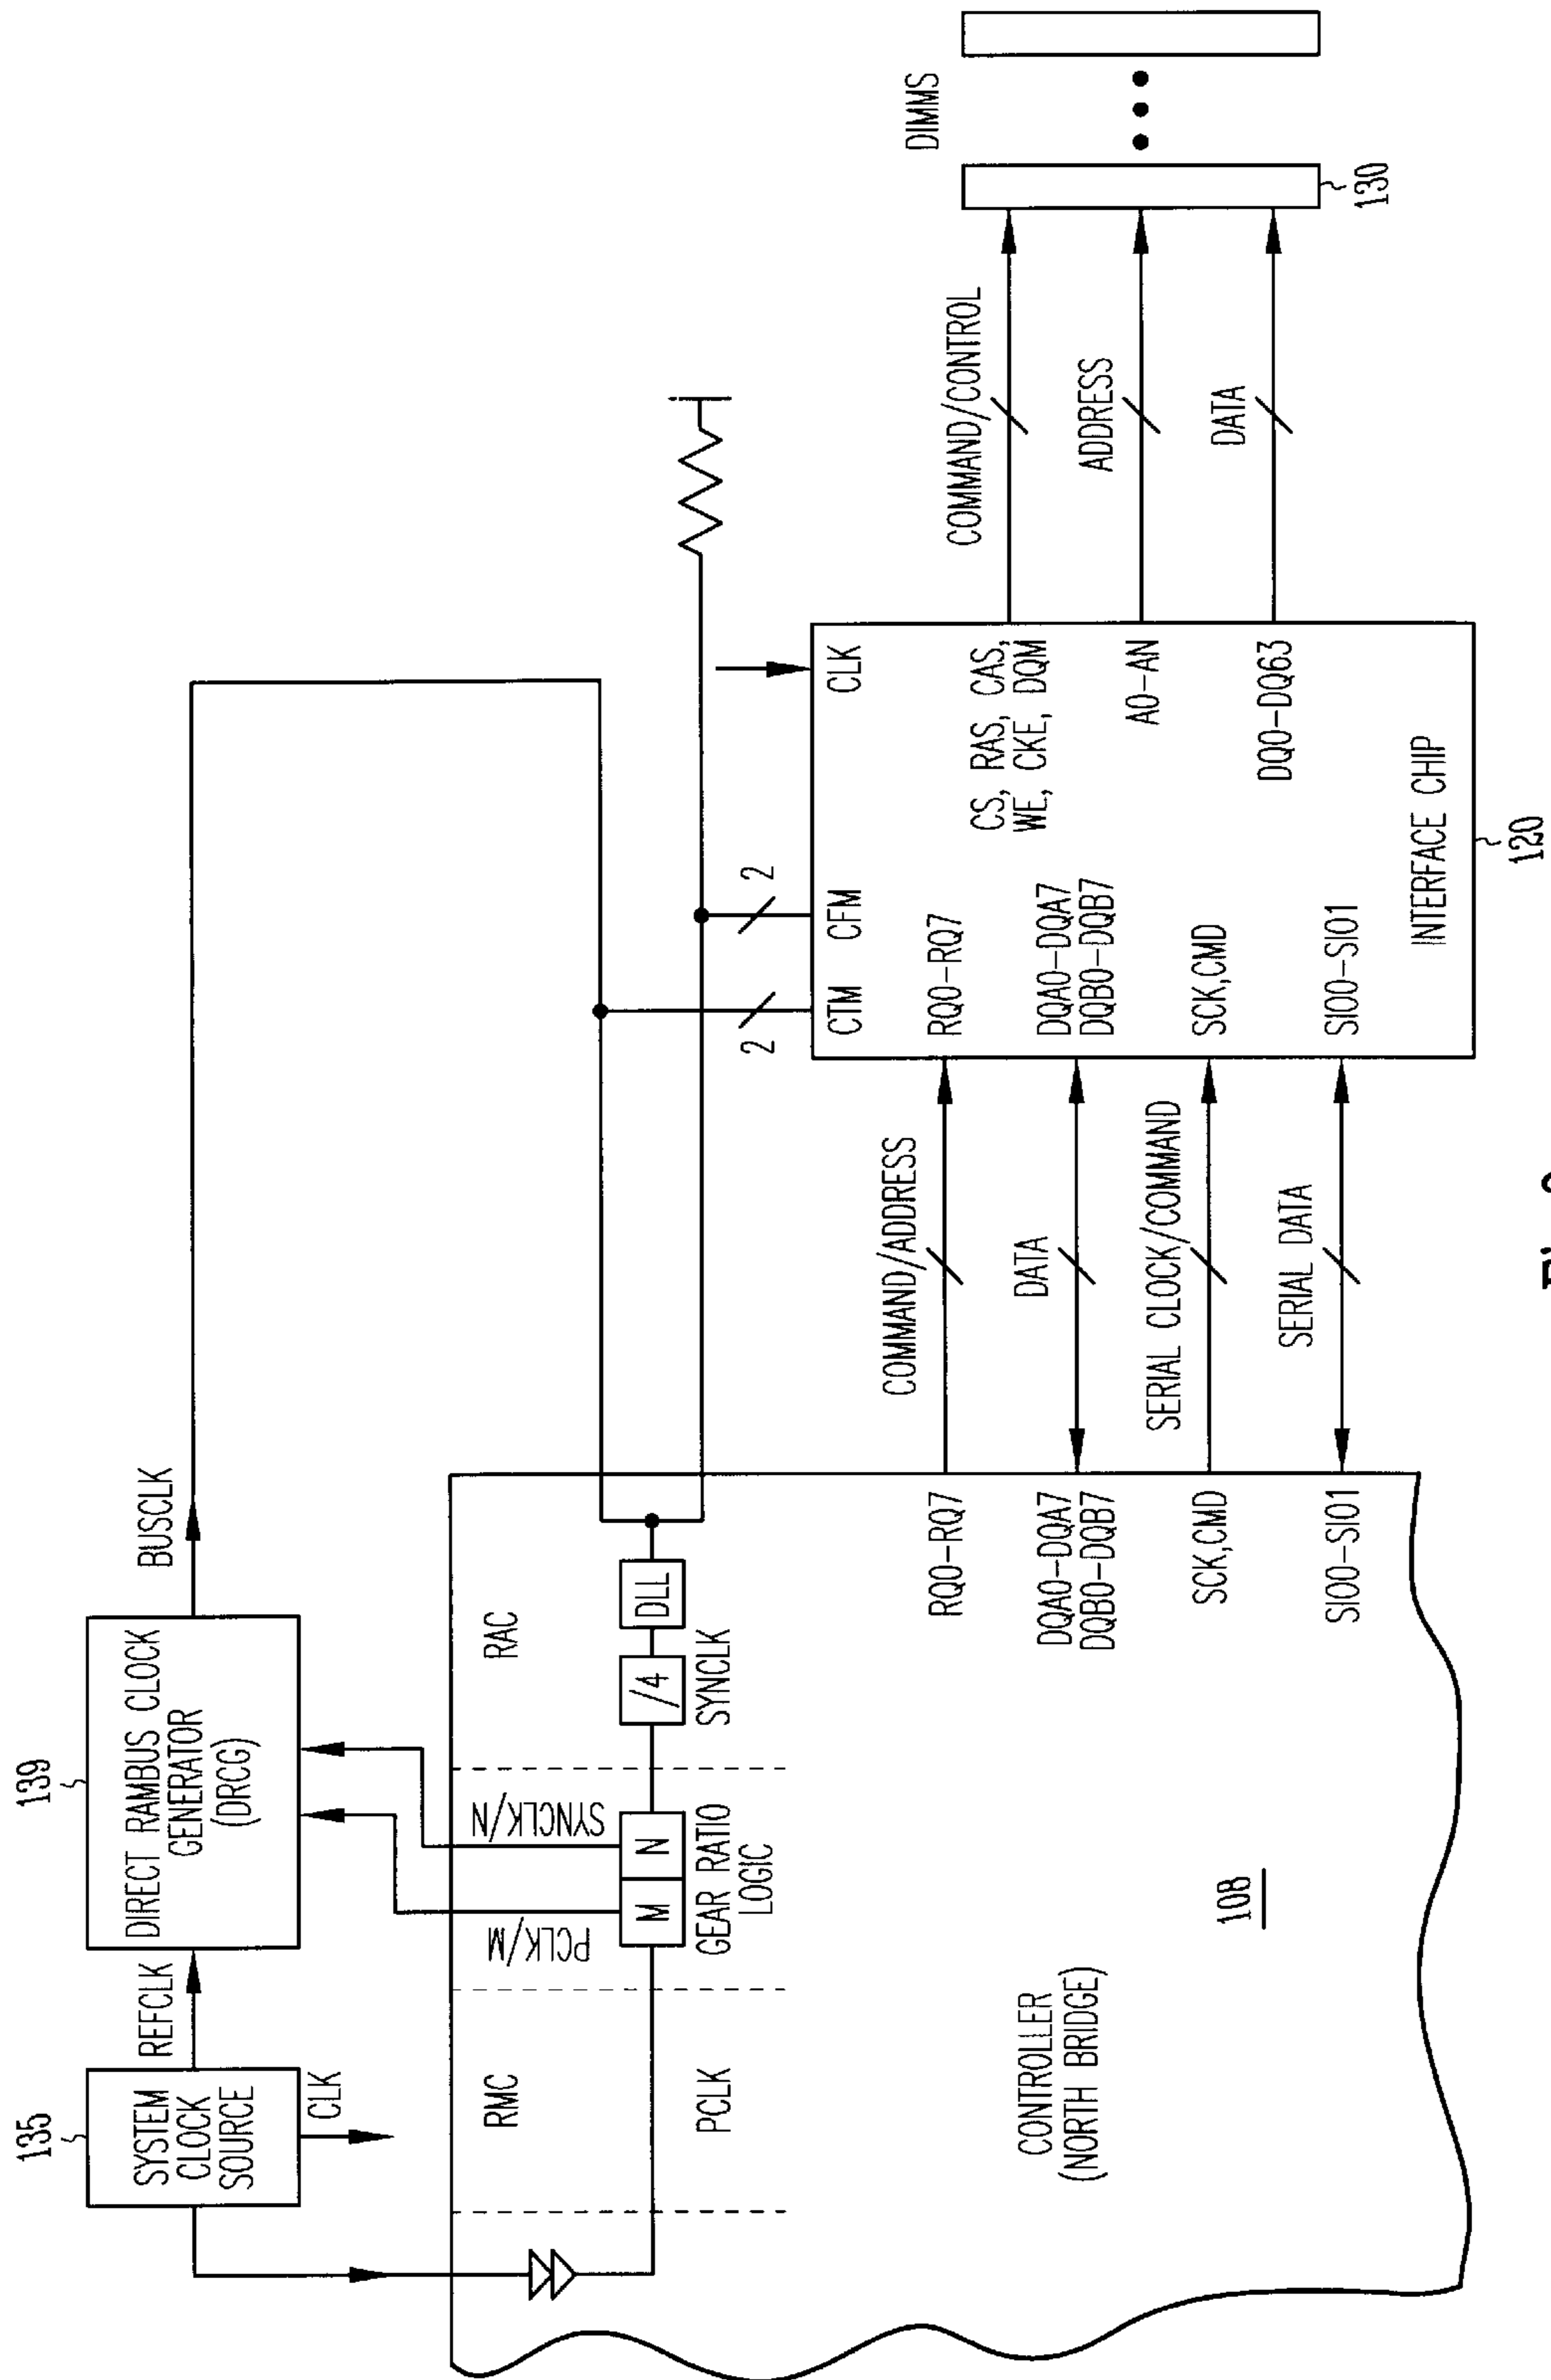 135
SYSTEM
CLOCK
SOURCE
REFCLK
CLK
139
DIRECT RAMBUS CLOCK
GENERATOR
(DRCG)
BUSCLK
RMC
PCLK
PCLK/M
SYNCLK/N
M
N
GEAR RATIO
LOGIC
RAC
/4
DLL
SYNCLK
CONTROLLER
(NORTH BRIDGE)
108
RQ0-RQ7
DQA0-DQA7
DQB0-DQB7
SCK,CMD
SIO0-SIO1
COMMAND/ADDRESS
DATA
SERIAL CLOCK/COMMAND
SERIAL DATA
2
2
CTM
CFM
CLK
RQ0-RQ7
DQA0-DQA7
DQB0-DQB7
SCK,CMD
SIO0-SIO1
CS, RAS, CAS,
WE, CKE, DQM
A0-AN
DQ0-DQ63
INTERFACE CHIP
120
COMMAND/CONTROL
ADDRESS
DATA
DIMMS
130